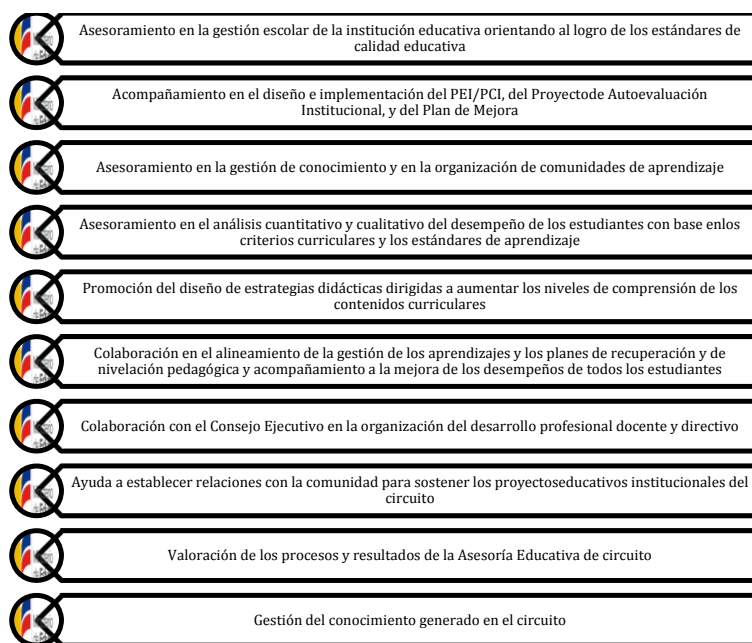 Asesoramiento en la gestión escolar de la institución educativa orientando al logro de los estándares de
calidad educativa
Acompañamiento en el diseño e implementación del PEI/PCI, del Proyectode Autoevaluación
Institucional, y del Plan de Mejora
Asesoramiento en la gestión de conocimiento y en la organización de comunidades de aprendizaje
Asesoramiento en el análisis cuantitativo y cualitativo del desempeño de los estudiantes con base enlos
criterios curriculares y los estándares de aprendizaje
Promoción del diseño de estrategias didácticas dirigidas a aumentar los niveles de comprensión de los
contenidos curriculares
Colaboración en el alineamiento de la gestión de los aprendizajes y los planes de recuperación y de
nivelación pedagógica y acompañamiento a la mejora de los desempeños de todos los estudiantes
Colaboración con el Consejo Ejecutivo en la organización del desarrollo profesional docente y directivo
Ayuda a establecer relaciones con la comunidad para sostener los proyectoseducativos institucionales del
circuito
Valoración de los procesos y resultados de la Asesoría Educativa de circuito
Gestión del conocimiento generado en el circuito